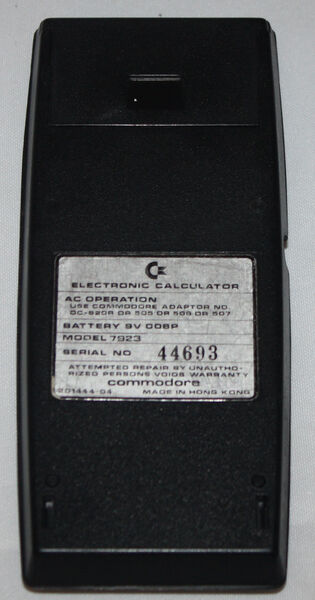 ELECTRONIC CALCULATOR
AC OPERATION
USE COMMODORE ADAPTOR NO.
DC-620R OR 505 OR 506 OR 507
BATTERY 9V 006P
MODEL 7923
SERIAL NO 44693
ATTEMPTED REPAIR BY UNAUTHO-
RIZED PERSONS VOIDS WARRANTY
commodore
201444-04 MADE IN HONG KONG